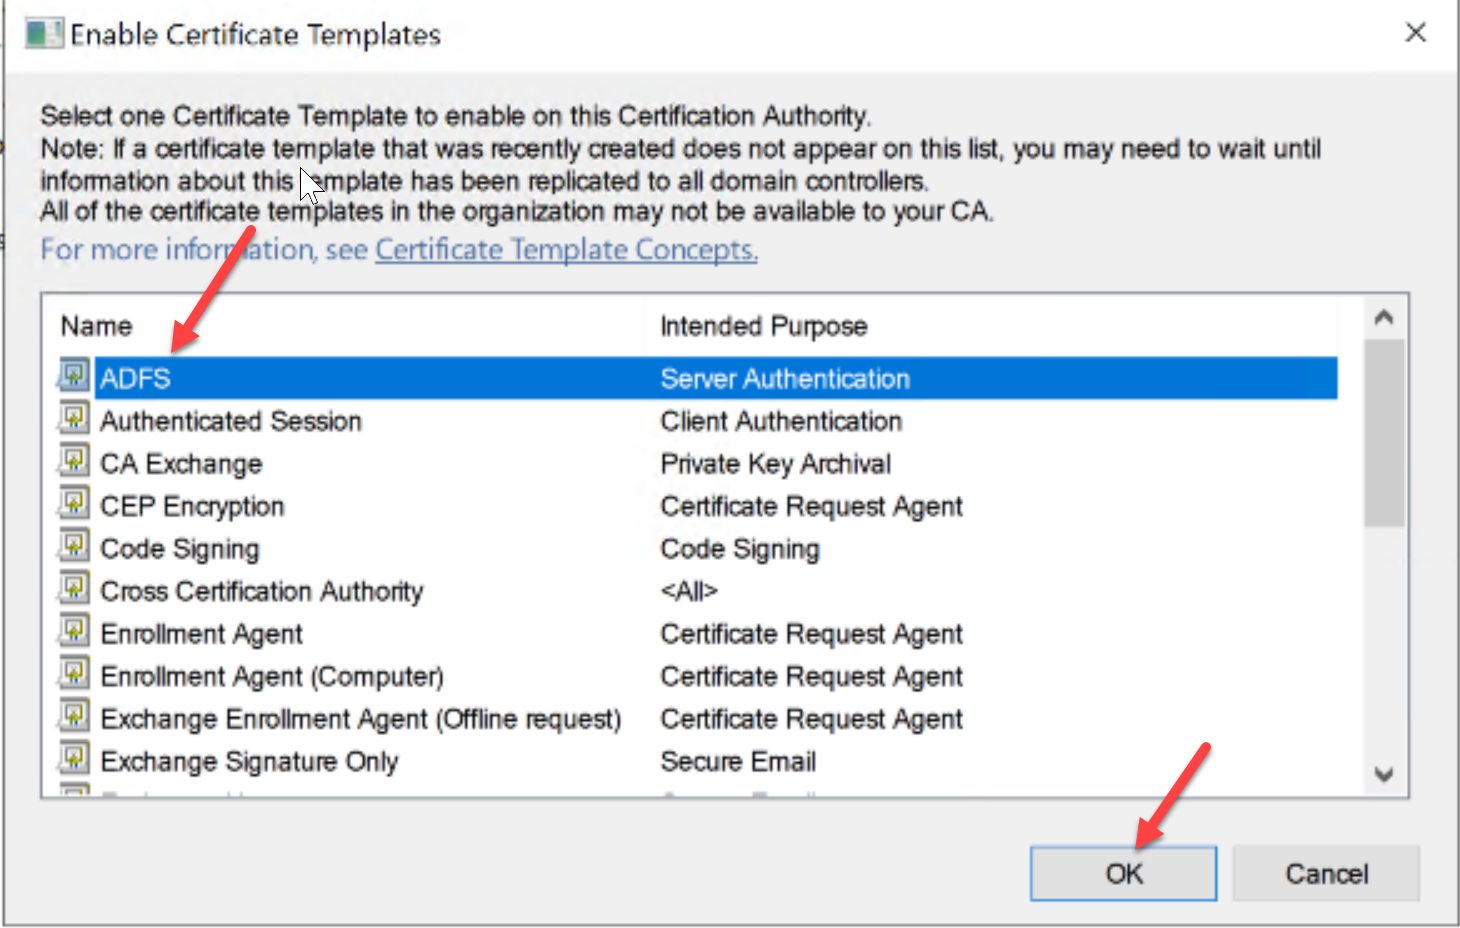 Enable Certificate Templates
Select one Certificate Template to enable on this Certification Authority.
Note: If a certificate template that was recently created does not appear on this list, you may need to wait until
information about this template has been replicated to all domain controllers.
All of the certificate templates in the organization may not be available to your CA.
For more information, see Certificate Template Concepts.
Name Intended Purpose
ADFS Server Authentication
Authenticated Session Client Authentication
CA Exchange Private Key Archival
CEP Encryption Certificate Request Agent
Code Signing Code Signing
Cross Certification Authority <All>
Enrollment Agent Certificate Request Agent
Enrollment Agent (Computer) Certificate Request Agent
Exchange Enrollment Agent (Offline request) Certificate Request Agent
Exchange Signature Only Secure Email
OK Cancel